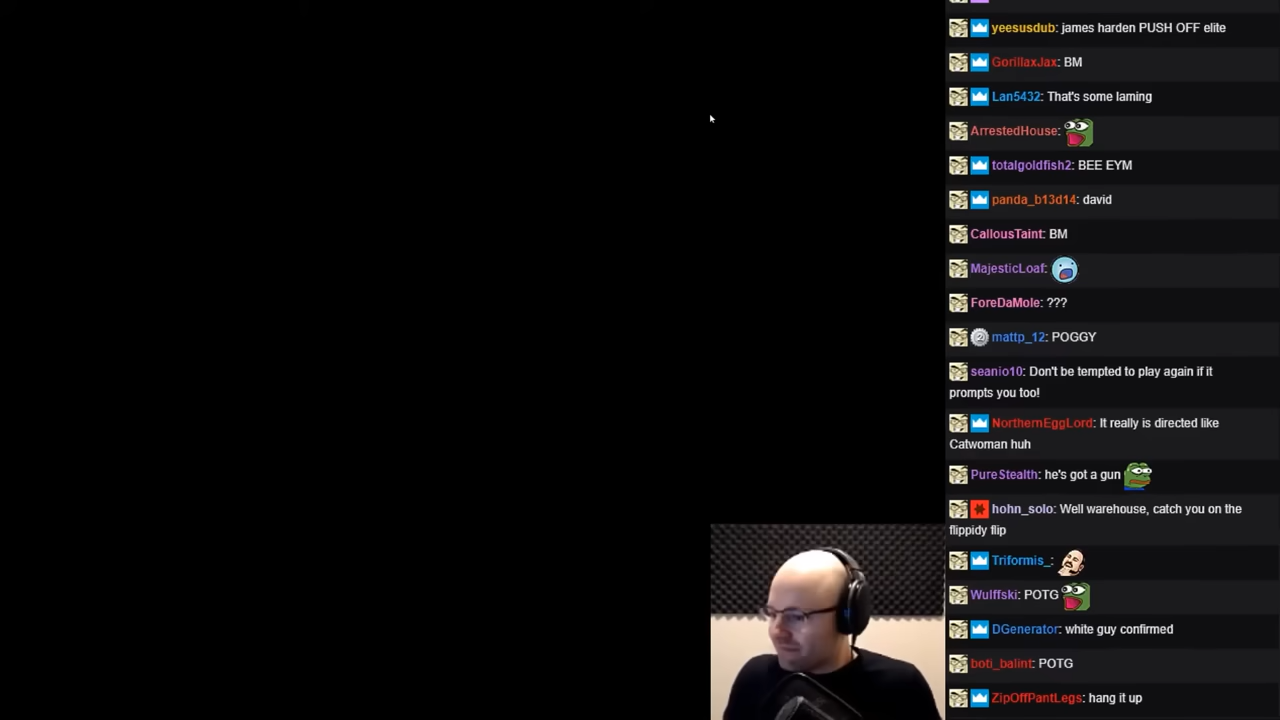 yeesusdub: james harden PUSH OFF elite
GorillaxJax: BM
Lan5432: That's some laming
ArrestedHouse:
totalgoldfish2: BEE EYM
panda_b13d14: david
CallousTaint: BM
MajesticLoaf:
ForeDaMole: ???
mattp_12: POGGY
seanio10: Don't be tempted to play again if it
prompts you too!
NorthernEggLord: It really is directed like
Catwoman huh
PureStealth: he's got a gun
hohn_solo: Well warehouse, catch you on the
flippidy flip
Triformis_:
Wulffski: POTG
DGenerator: white guy confirmed
boti_balint: POTG
ZipOffPantLegs: hang it up